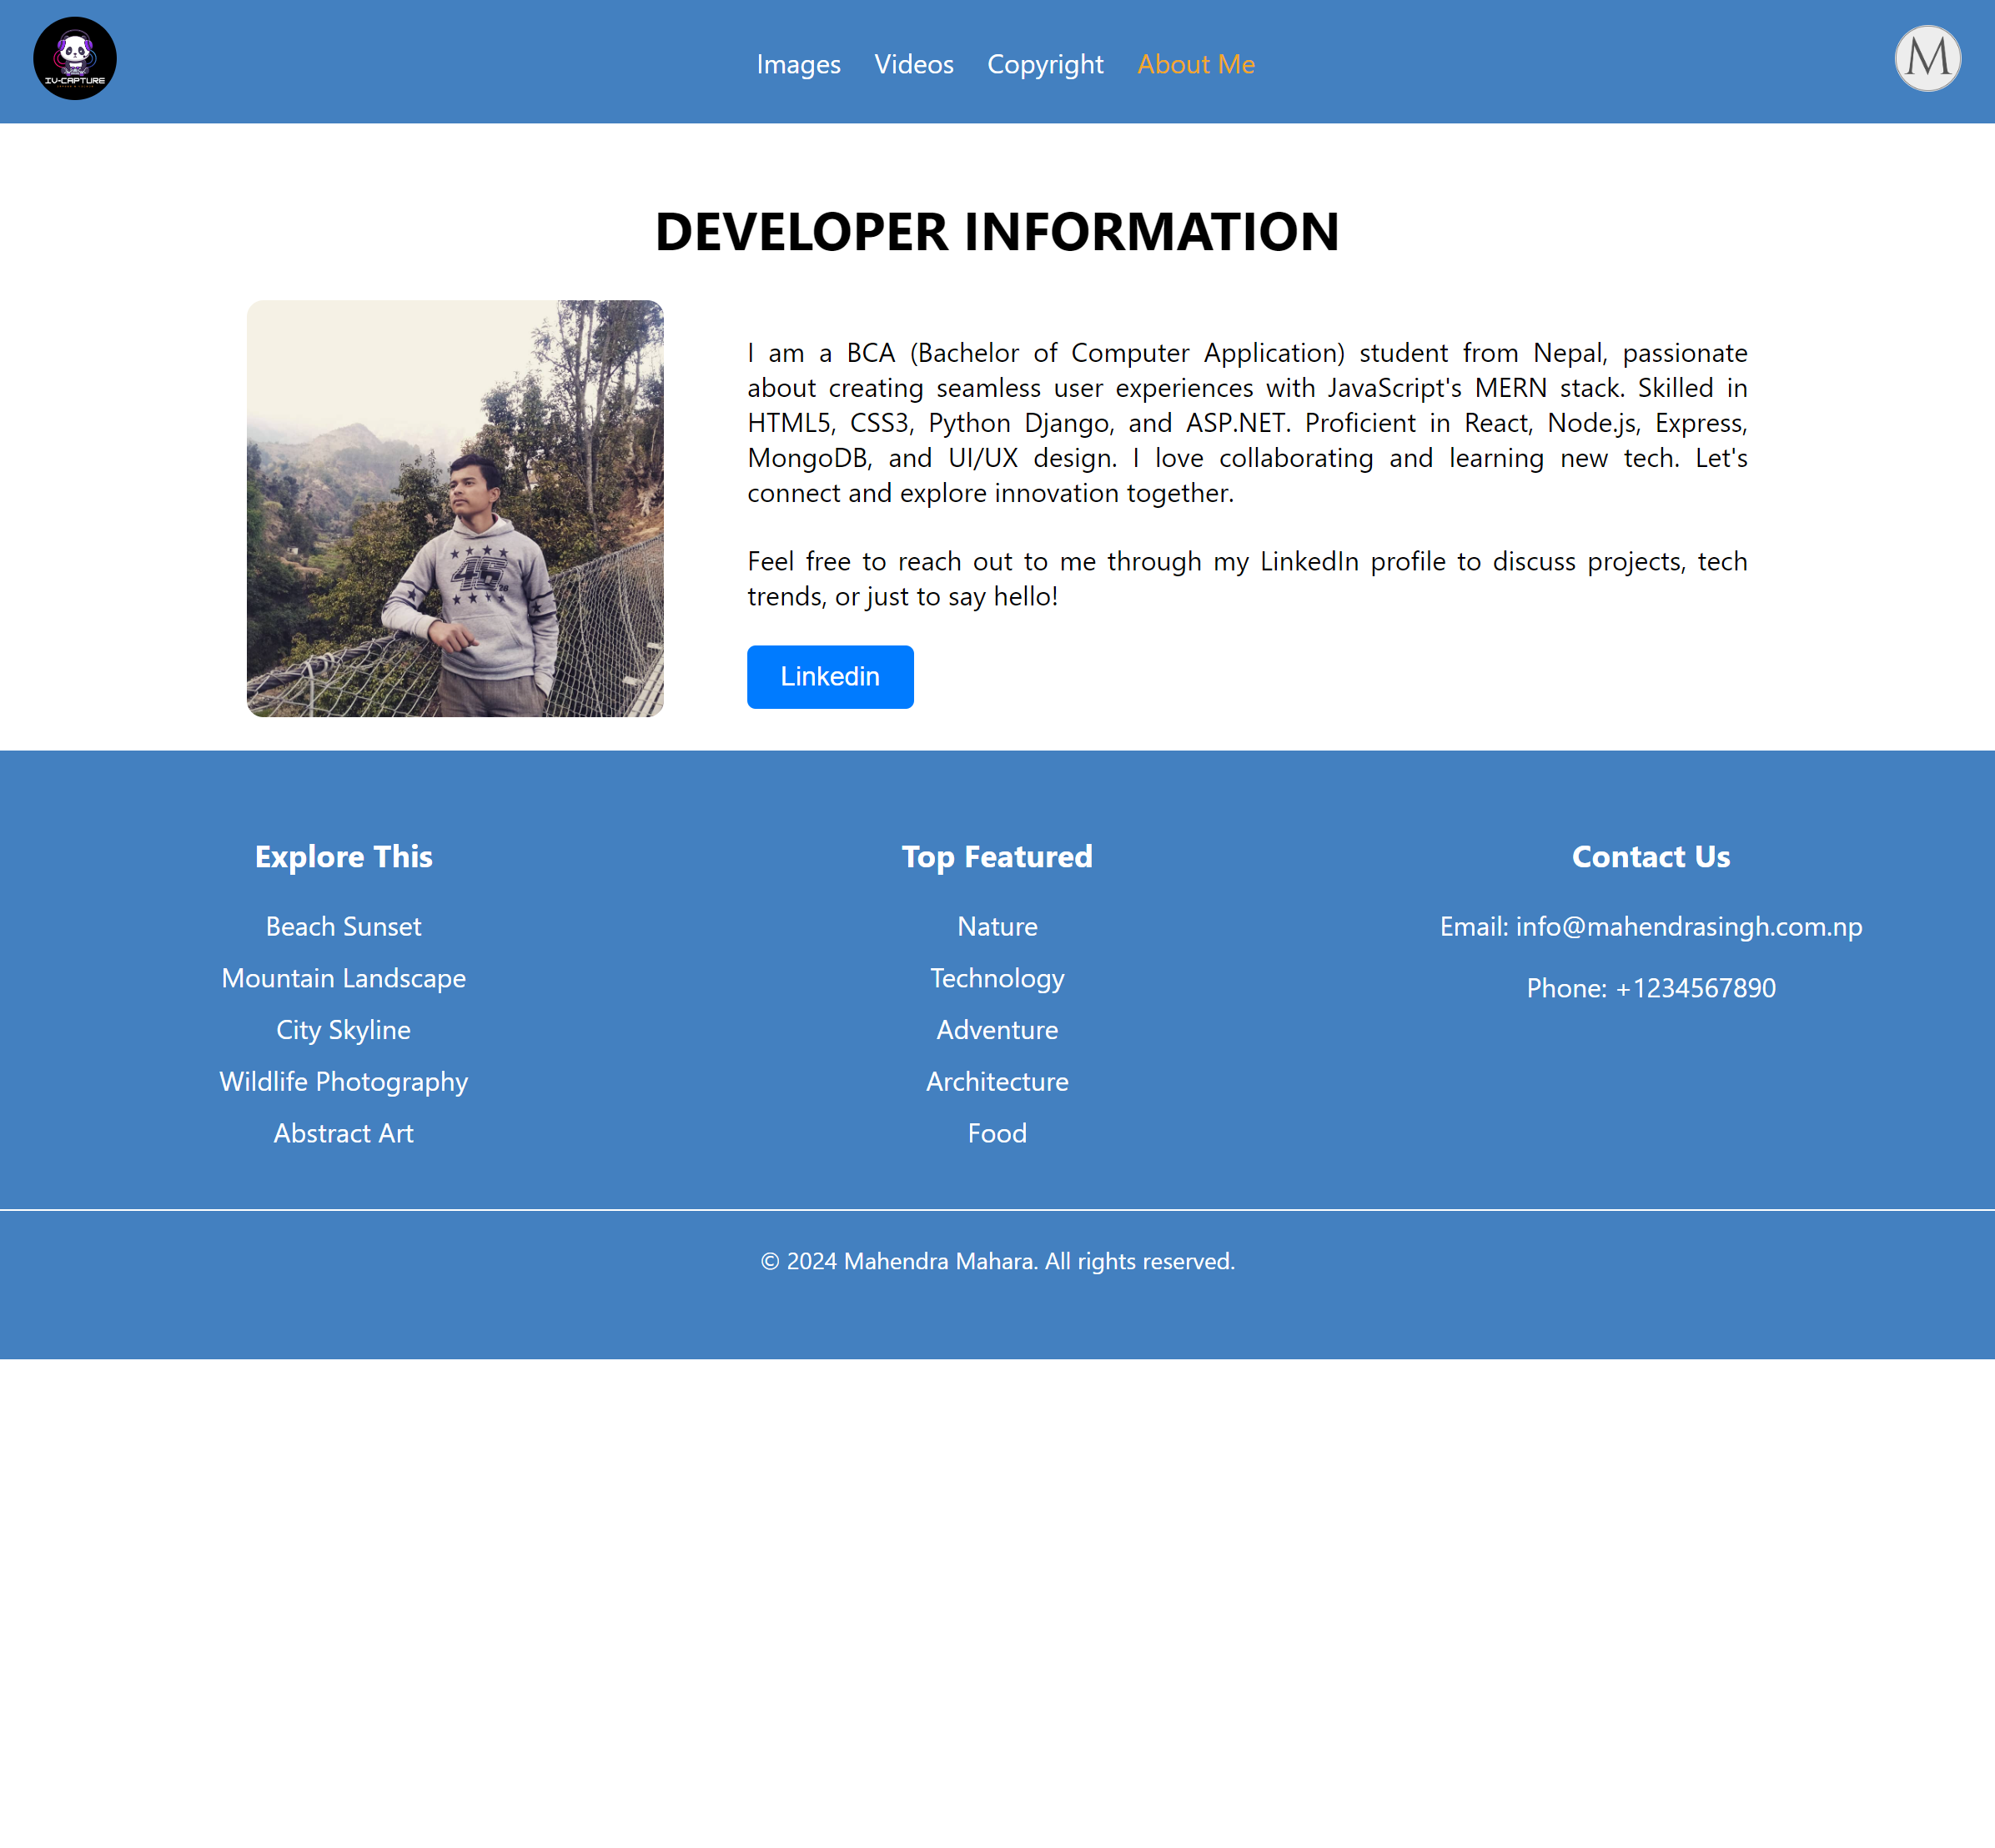 IV-CAPTURE
Images Videos Copyright About Me
M
DEVELOPER INFORMATION
46
I am a BCA (Bachelor of Computer Application) student from Nepal, passionate
about creating seamless user experiences with JavaScript's MERN stack. Skilled in
HTML5, CSS3, Python Django, and ASP.NET. Proficient in React, Node.js, Express,
MongoDB, and UI/UX design. I love collaborating and learning new tech. Let's
connect and explore innovation together.
Feel free to reach out to me through my LinkedIn profile to discuss projects, tech
trends, or just to say hello!
Linkedin
Explore This
Beach Sunset
Mountain Landscape
City Skyline
Wildlife Photography
Abstract Art
Top Featured
Nature
Technology
Adventure
Architecture
Food
Contact Us
Email: info@mahendrasingh.com.np
Phone: +1234567890
© 2024 Mahendra Mahara. All rights reserved.